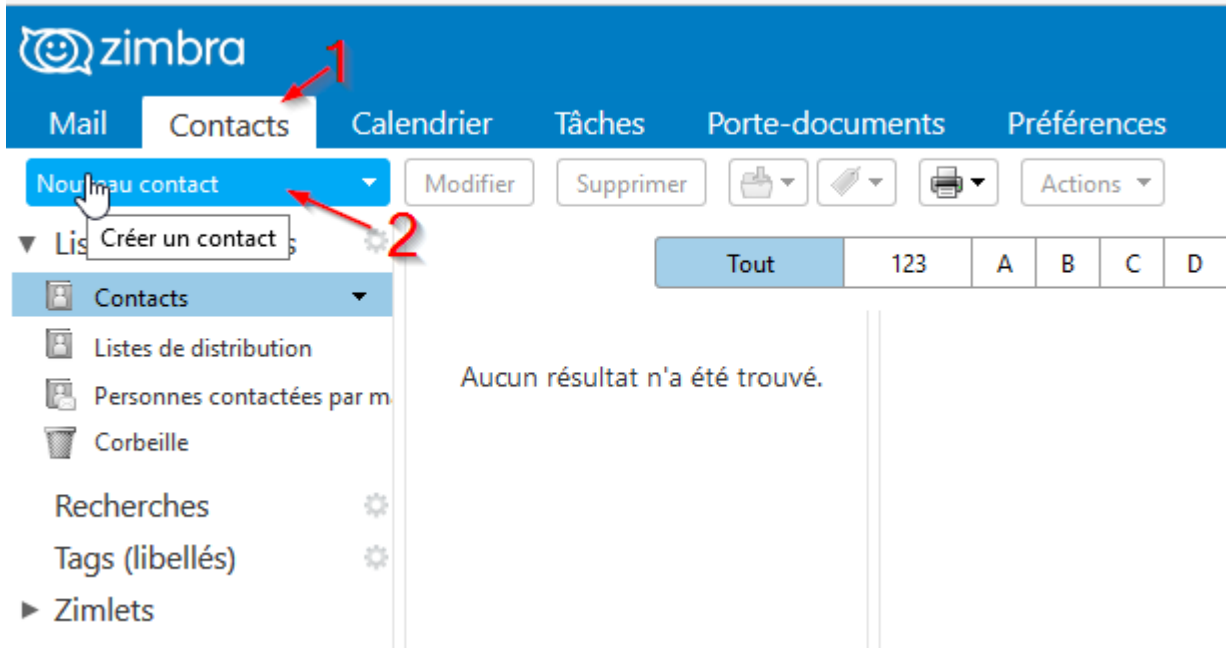 zimbra
1
Mail Contacts Calendrier Tâches Porte-documents Préférences
Nouveau contact Modifier Supprimer Actions
Créer un contact
2
Tout 123 A B C D
Contacts
Listes de distribution
Aucun résultat n'a été trouvé.
Personnes contactées par
Corbeille
Recherches
Tags (libellés)
Zimlets